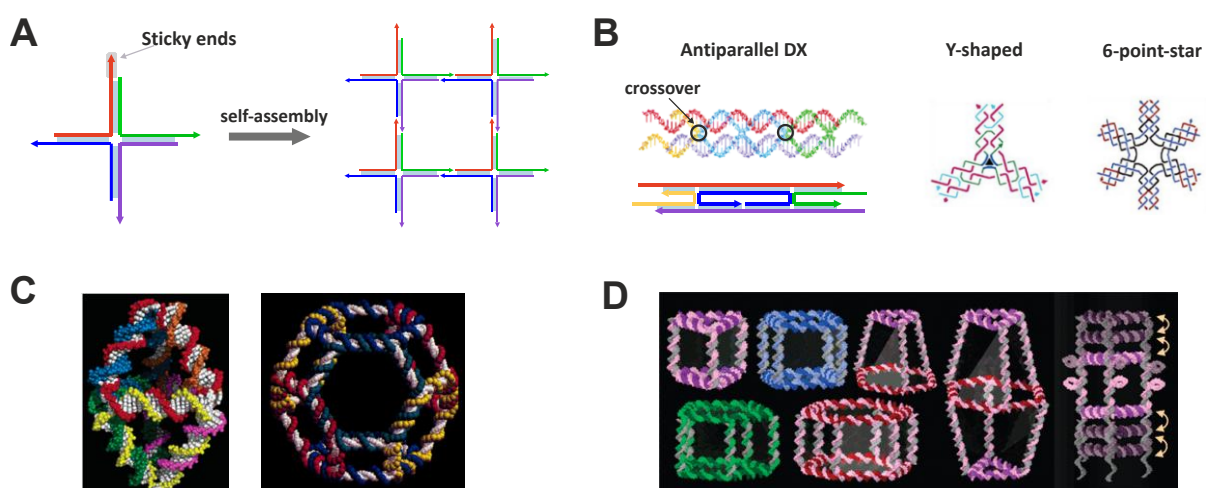 A
Sticky ends
self-assembly
B
Antiparallel DX
Y-shaped
6-point-star
crossover
C
D